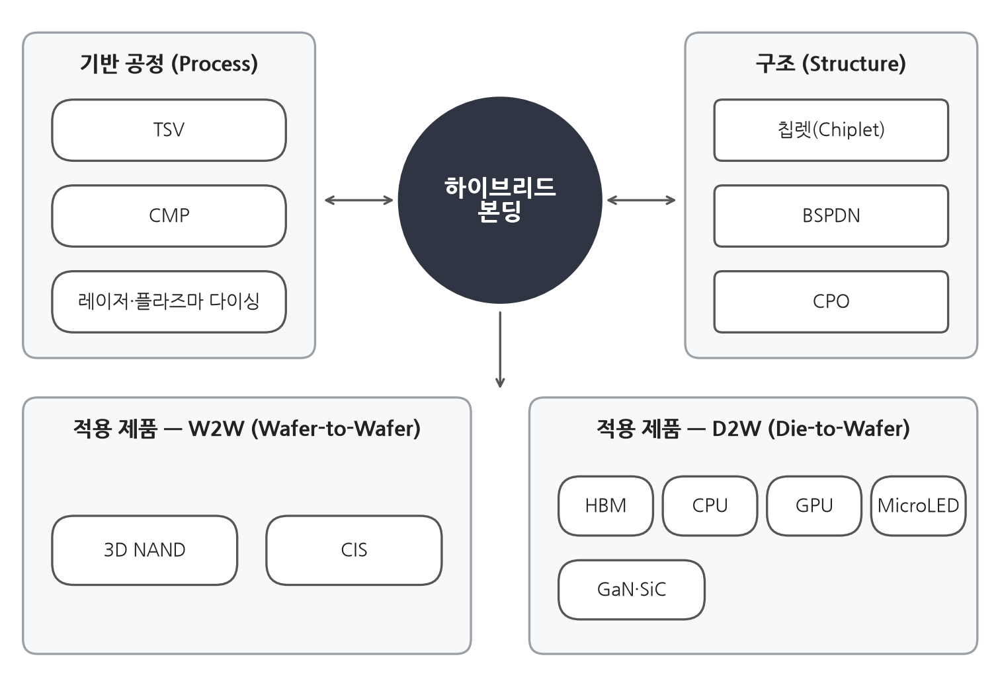 기반 공정 (Process)
TSV
CMP
레이저·플라즈마 다이싱
하이브리드
본딩
구조 (Structure)
칩렛(Chiplet)
BSPDN
CPO
적용 제품 — W2W (Wafer-to-Wafer)
3D NAND
CIS
적용 제품 — D2W (Die-to-Wafer)
HBM
CPU
GPU
MicroLED
GaN·SiC